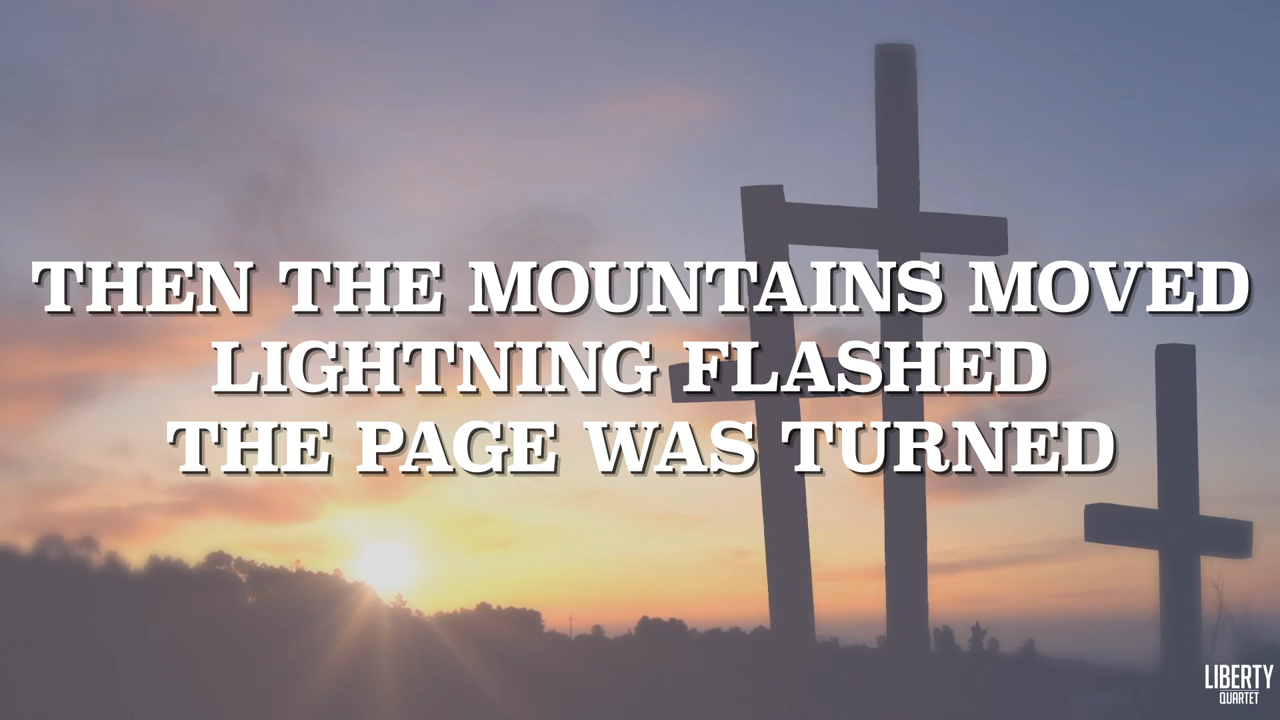 THEN THE MOUNTAINS MOVED
LIGHTNING FLASHED
THE PAGE WAS TURNED
LIBERTY
QUARTET